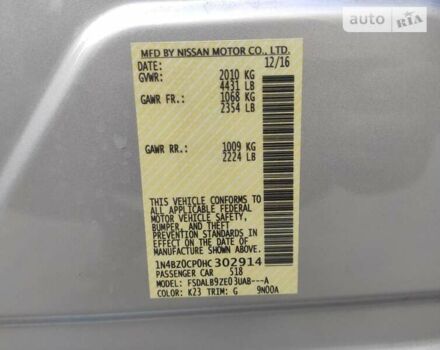 auto RIA
MFD BY NISSAN MOTOR CO., LTD.
DATE: 12/16
GVWR: 2010 KG
4431 LB
GAWR FR.: 1068 KG
2354 LB
GAWR RR.: 1009 KG
2224 LB
THIS VEHICLE CONFORMS TO
ALL APPLICABLE FEDERAL
MOTOR VEHICLE SAFETY,
BUMPER, AND THEFT
PREVENTION STANDARDS IN
EFFECT ON THE DATE OF
MANUFACTURE SHOWN ABOVE.
1N4BZ0CP0HC302914
PASSENGER CAR 518
MODEL: FSDALB9ZE03UAB---A
COLOR: K23 TRIM: G 9N00A